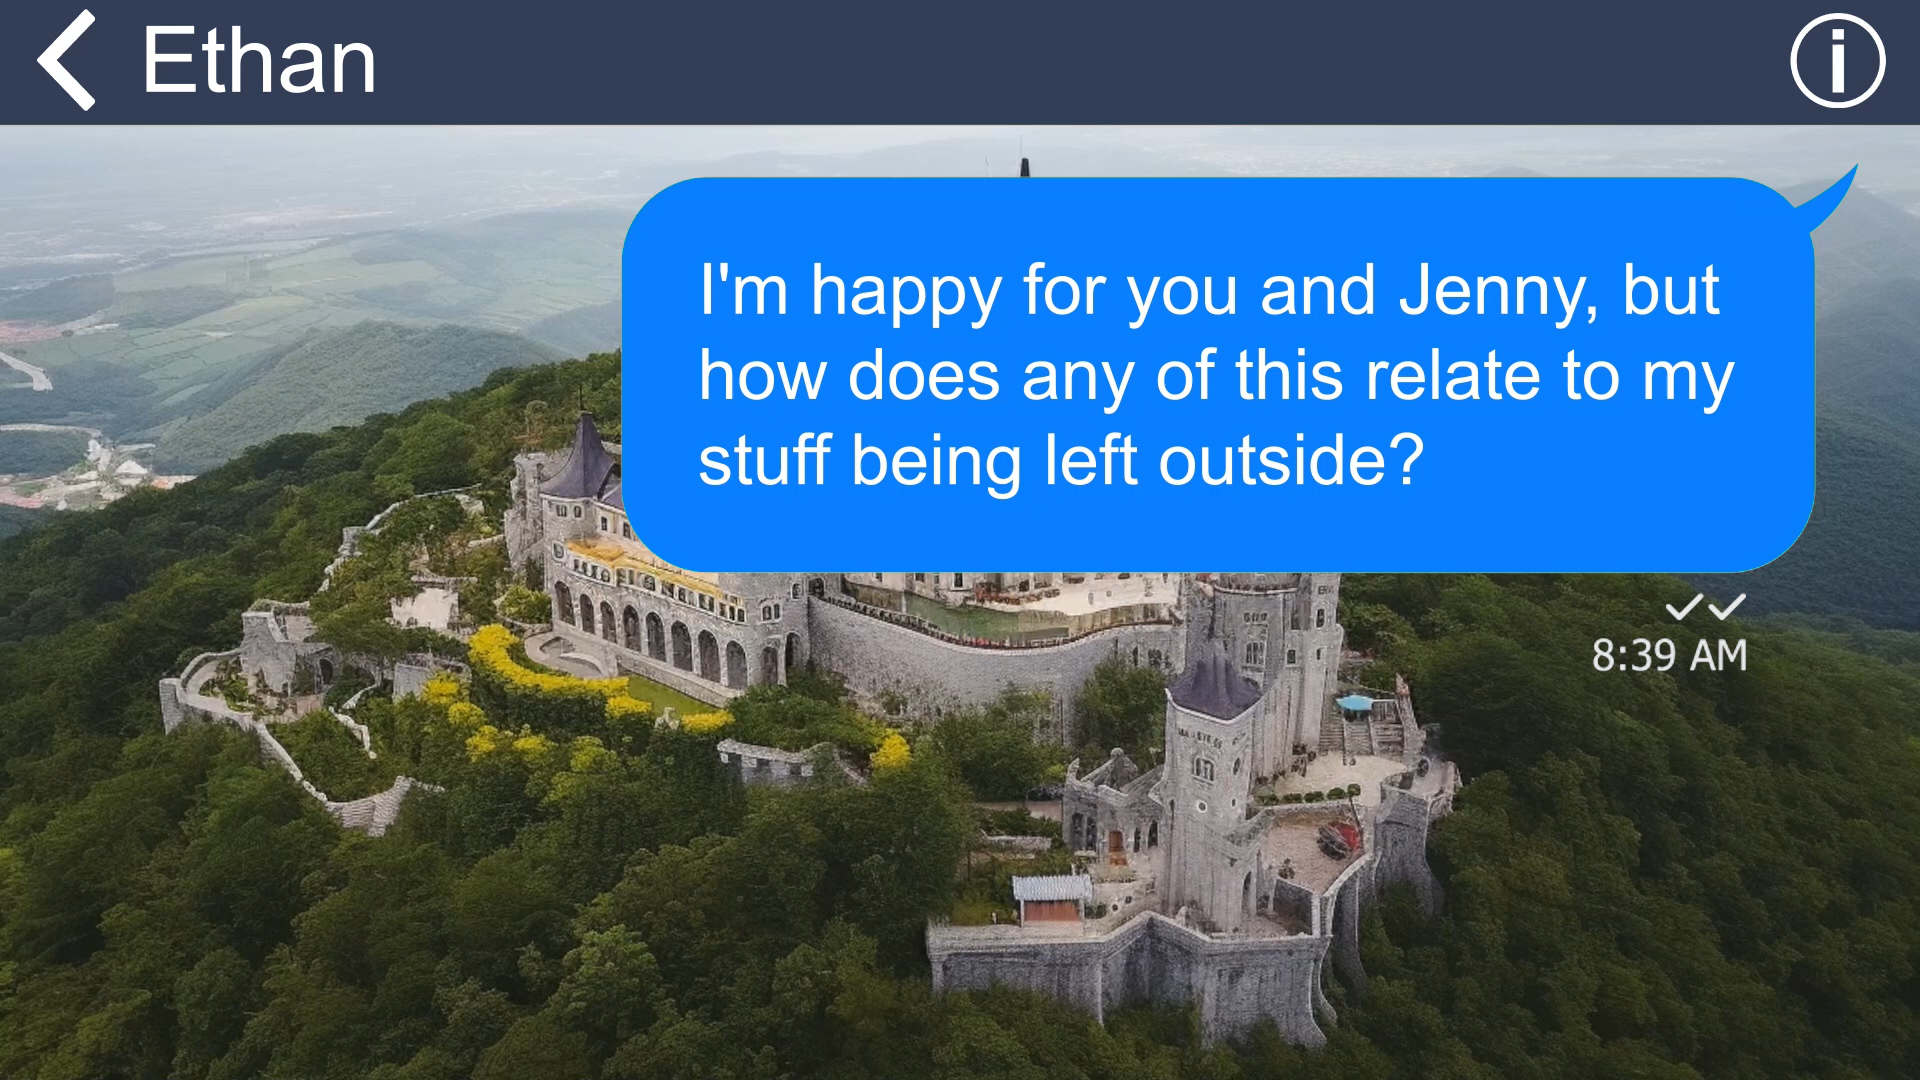 Ethan
I'm happy for you and Jenny, but
how does any of this relate to my
stuff being left outside?
8:39 AM